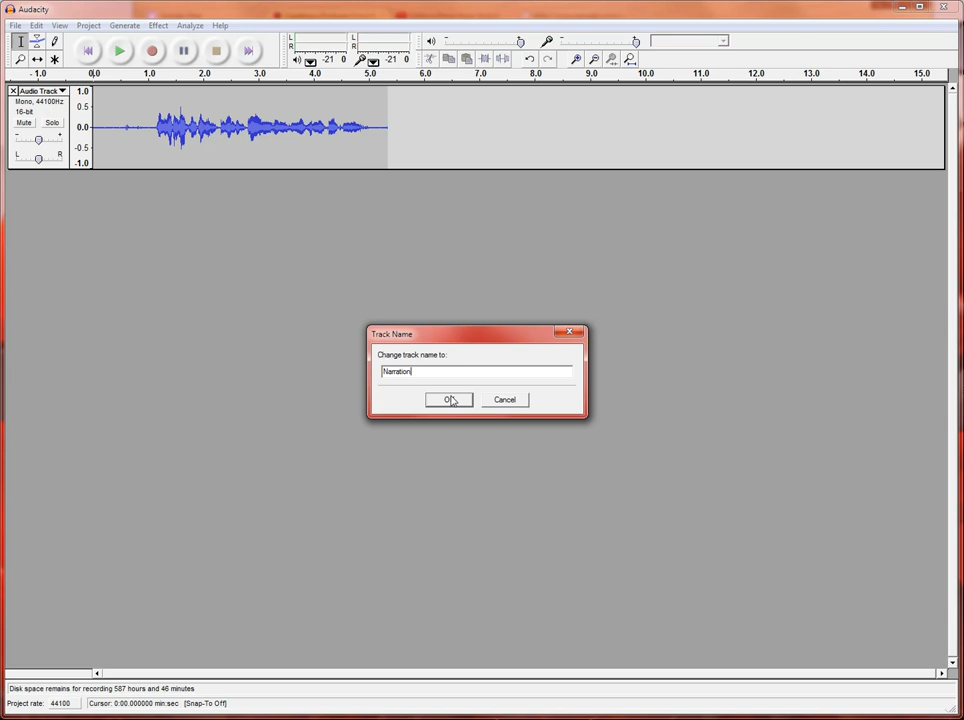 Audacity
File Edit View Project Generate Effect Analyze Help
L
R
L
R
-21 0
-21 0
- 1.0 0.0 1.0 2.0 3.0 4.0 5.0 6.0 7.0 8.0 9.0 10.0 11.0 12.0 13.0 14.0 15.0
Audio Track
Mono, 44100Hz
16-bit
Mute Solo
- +
L R
1.0
0.5
0.0
-0.5
-1.0
Track Name
Change track name to:
Narration
Cancel
Disk space remains for recording 587 hours and 46 minutes
Project rate: 44100 Cursor: 0:00.000000 min:sec [Snap-To Off]